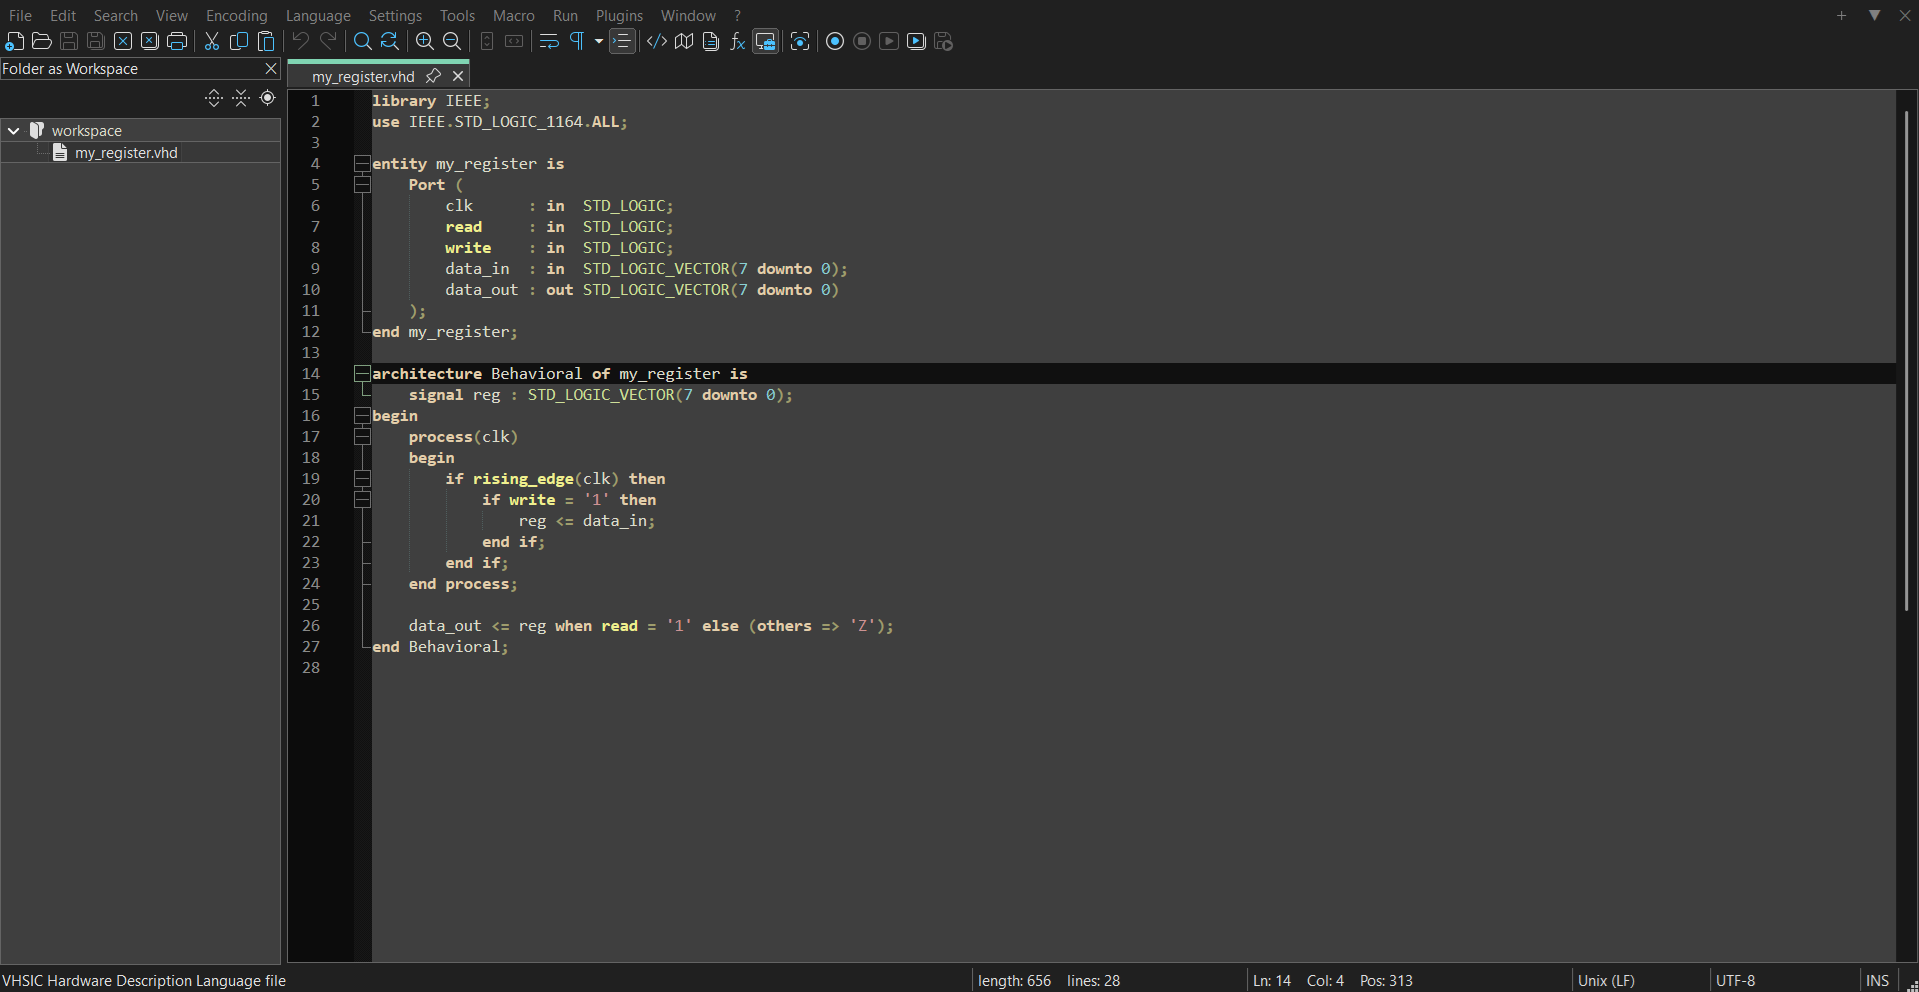 File Edit Search View Encoding Language Settings Tools Macro Run Plugins Window ?
Folder as Workspace
workspace
my_register.vhd
my_register.vhd
1 library IEEE;
2 use IEEE.STD_LOGIC_1164.ALL;
3
4 entity my_register is
5     Port (
6         clk      : in  STD_LOGIC;
7         read     : in  STD_LOGIC;
8         write    : in  STD_LOGIC;
9         data_in  : in  STD_LOGIC_VECTOR(7 downto 0);
10         data_out : out STD_LOGIC_VECTOR(7 downto 0)
11     );
12 end my_register;
13
14 architecture Behavioral of my_register is
15     signal reg : STD_LOGIC_VECTOR(7 downto 0);
16 begin
17     process(clk)
18     begin
19         if rising_edge(clk) then
20             if write = '1' then
21                 reg <= data_in;
22             end if;
23         end if;
24     end process;
25
26     data_out <= reg when read = '1' else (others => 'Z');
27 end Behavioral;
28
VHSIC Hardware Description Language file length: 656 lines: 28 Ln: 14 Col: 4 Pos: 313 Unix (LF) UTF-8 INS